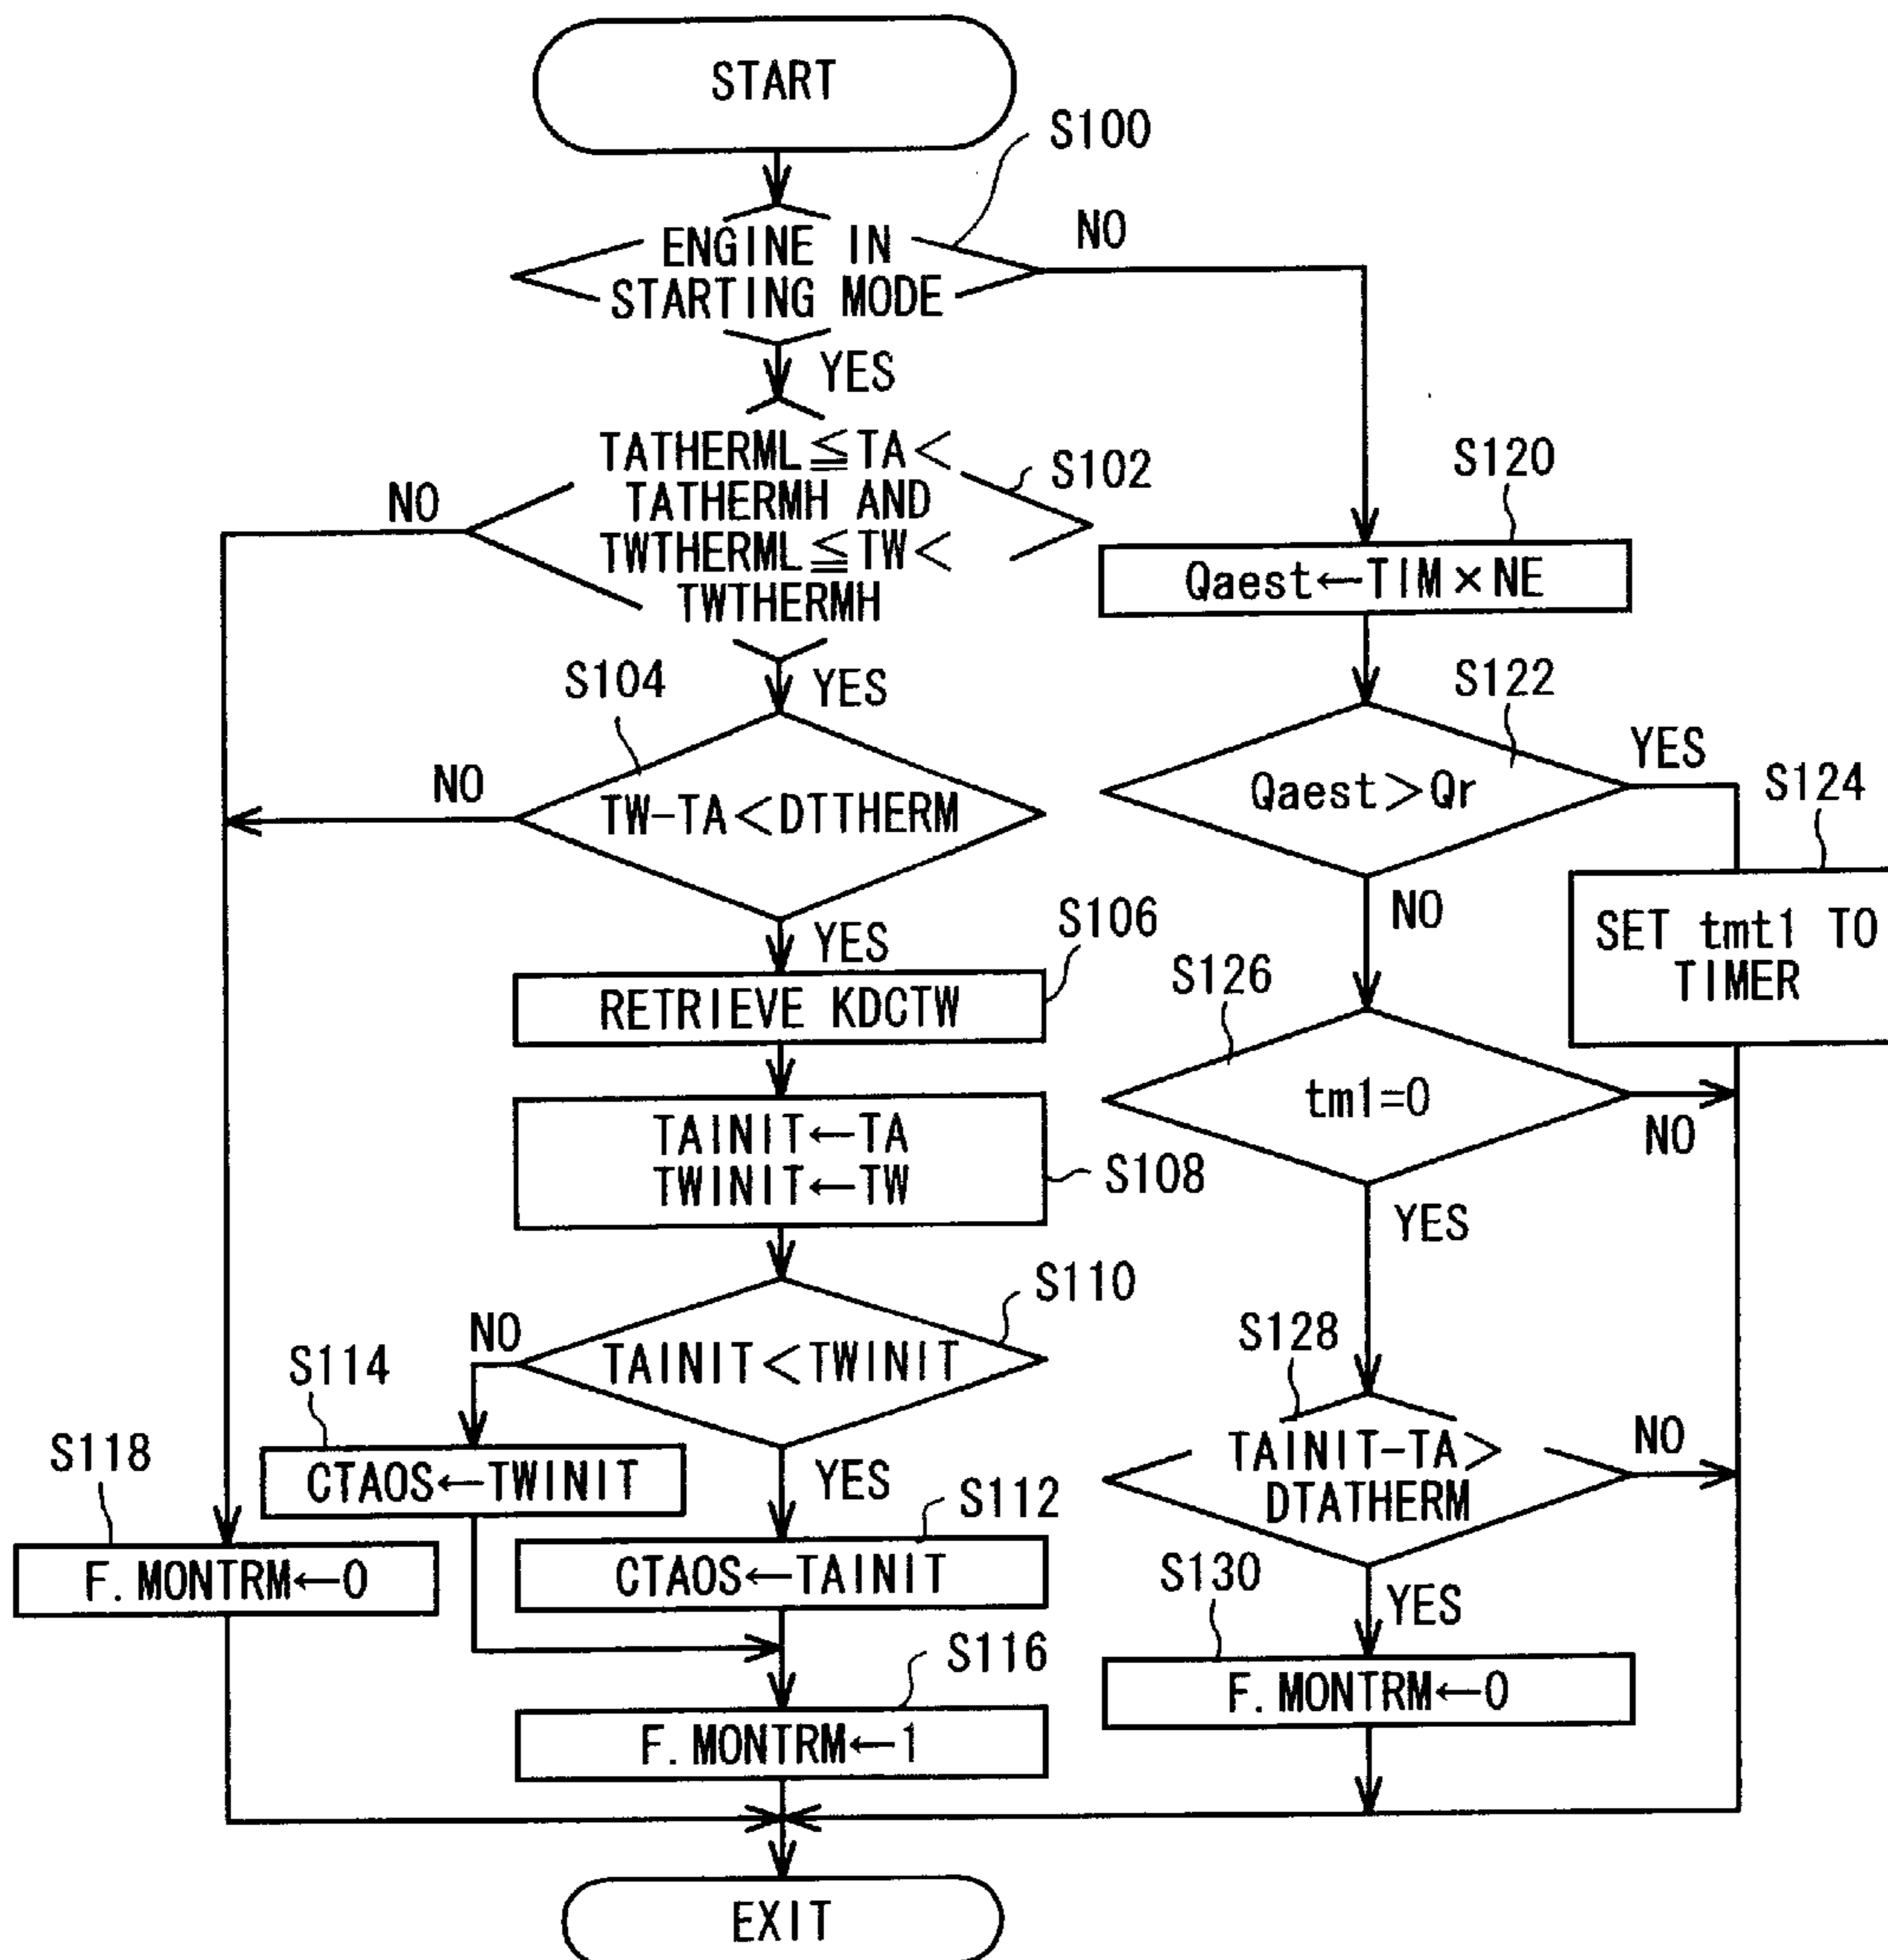 START
S100
ENGINE IN
STARTING MODE
NO
YES
TATHERML≦TA<
TATHERMH AND
TWTHERML≦TW<
TWTHERMH
S102
NO
YES
S104
TW-TA<DTTHERM
NO
YES
S106
RETRIEVE KDCTW
TAINIT←TA
TWINIT←TW
S108
S110
TAINIT<TWINIT
NO
YES
S114
CTAOS←TWINIT
S112
CTAOS←TAINIT
S118
F.MONTRM←0
S116
F.MONTRM←1
S120
Qaest←TIM×NE
S122
Qaest>Qr
YES
NO
S124
SET tmt1 TO
TIMER
S126
tm1=0
NO
YES
S128
TAINIT-TA>
DTATHERM
NO
YES
S130
F.MONTRM←0
EXIT